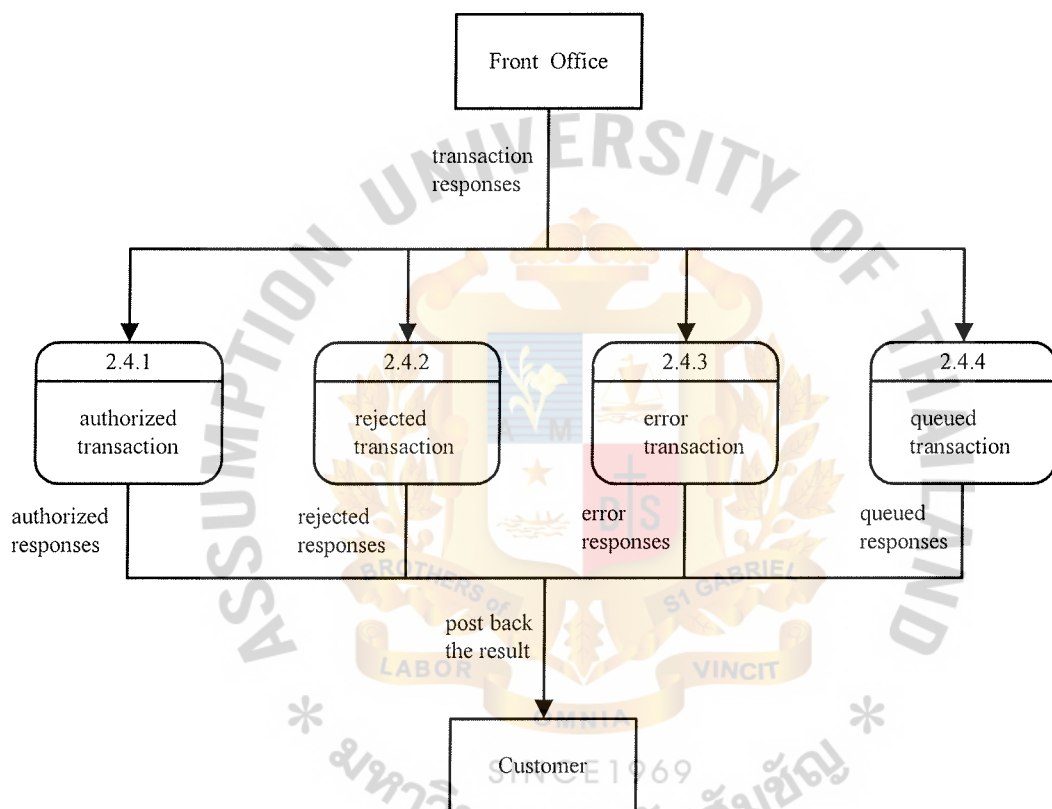 Front Office
transaction
responses
ASSUMPTION UNIVERSITY OF THAILAND
2.4.1
authorized
transaction
2.4.2
rejected
transaction
2.4.3
error
transaction
2.4.4
queued
transaction
A M
D S
authorized
responses
rejected
responses
error
responses
queued
responses
BROTHERS of
S1 GABRIEL
post back
the result
LABOR
VINCIT
OMNIA
Customer
SINCE 1969